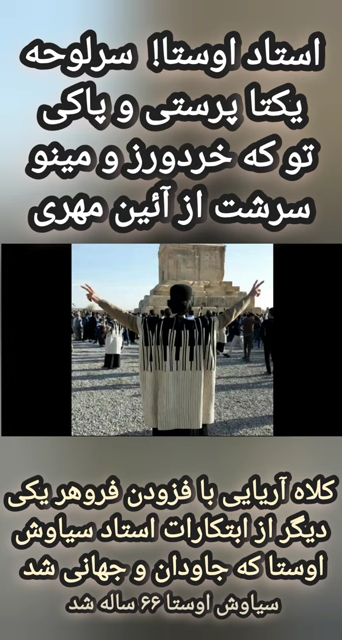 استاد اوستا! سرلوحه
یکتا پرستی و پاکی
تو که خردورز و مینو
سرشت از آئین مهری
کلاه آریایی با فزودن فروهر یکی
دیگر از ابتکارات استاد سیاوش
اوستا که جاودان و جهانی شد
سیاوش اوستا ۶۶ ساله شد